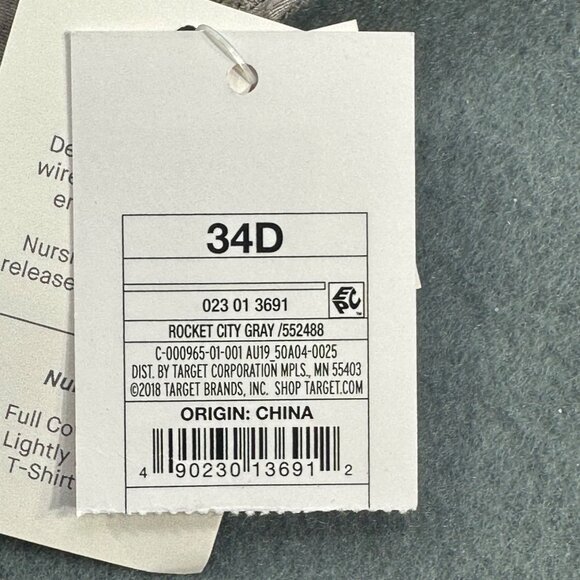 wire
Nursi
release
Full Co
Lightly
T-Shirt
34D
023 01 3691
EPC™
ROCKET CITY GRAY /552488
C-000965-01-001 AU19_50A04-0025
DIST. BY TARGET CORPORATION MPLS., MN 55403
©2018 TARGET BRANDS, INC. SHOP TARGET.COM
ORIGIN: CHINA
4 90230 13691 2